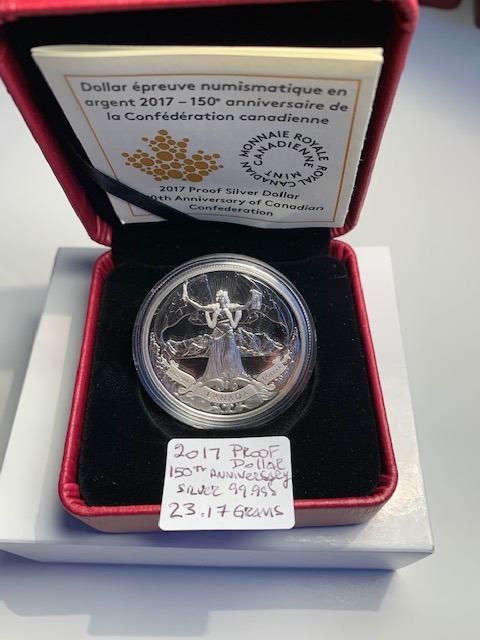 Dollar épreuve numismatique en
argent 2017 – 150e anniversaire de
la Confédération canadienne
MONNAIE ROYALE CANADIENNE
ROYAL CANADIAN MINT
2017 Proof Silver Dollar
0th Anniversary of Canadian
Confederation
CANADA
2017 PROOF
Dollar
150TH ANNIVERSARY
SILVER 99.99%
23.17 GRAMS